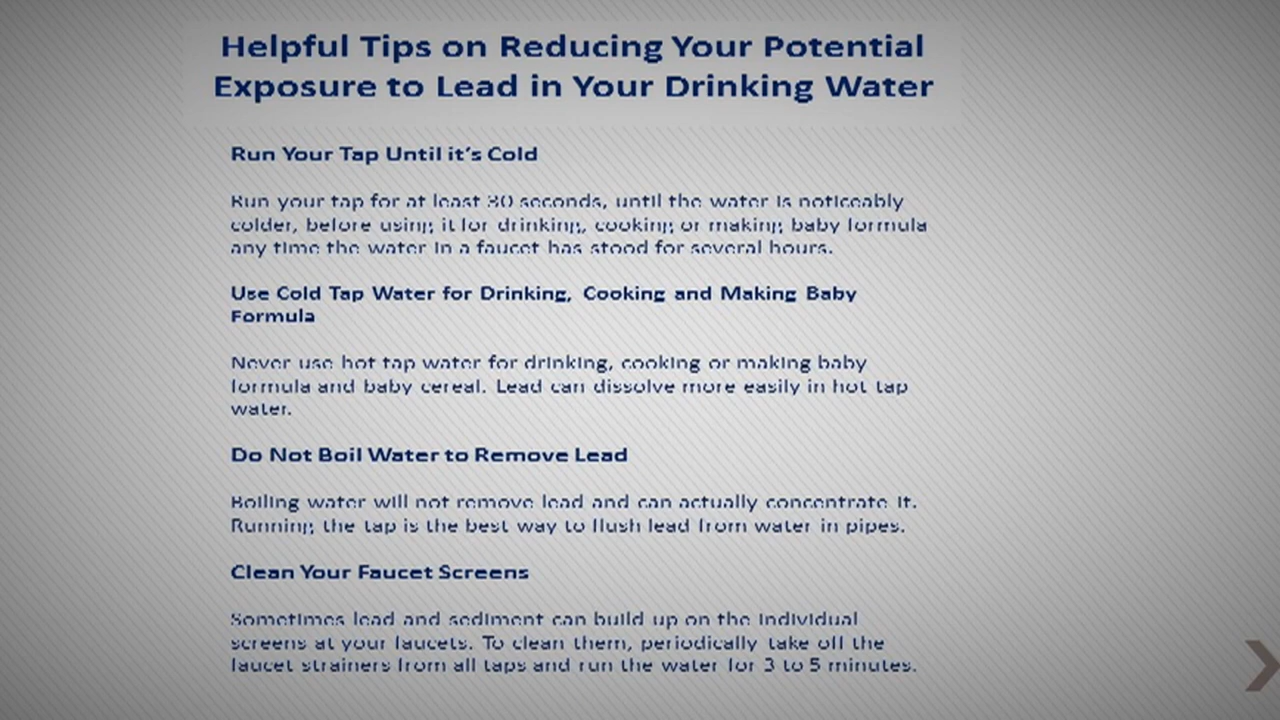 Helpful Tips on Reducing Your Potential
Exposure to Lead in Your Drinking Water
Run Your Tap Until it's Cold
Run your tap for at least 30 seconds, until the water is noticeably
colder, before using it for drinking, cooking or making baby formula
any time the water in a faucet has stood for several hours.
Use Cold Tap Water for Drinking, Cooking and Making Baby
Formula
Never use hot tap water for drinking, cooking or making baby
formula and baby cereal. Lead can dissolve more easily in hot tap
water.
Do Not Boil Water to Remove Lead
Boiling water will not remove lead and can actually concentrate it.
Running the tap is the best way to flush lead from water in pipes.
Clean Your Faucet Screens
Sometimes lead and sediment can build up on the individual
screens at your faucets. To clean them, periodically take off the
faucet strainers from all taps and run the water for 3 to 5 minutes.